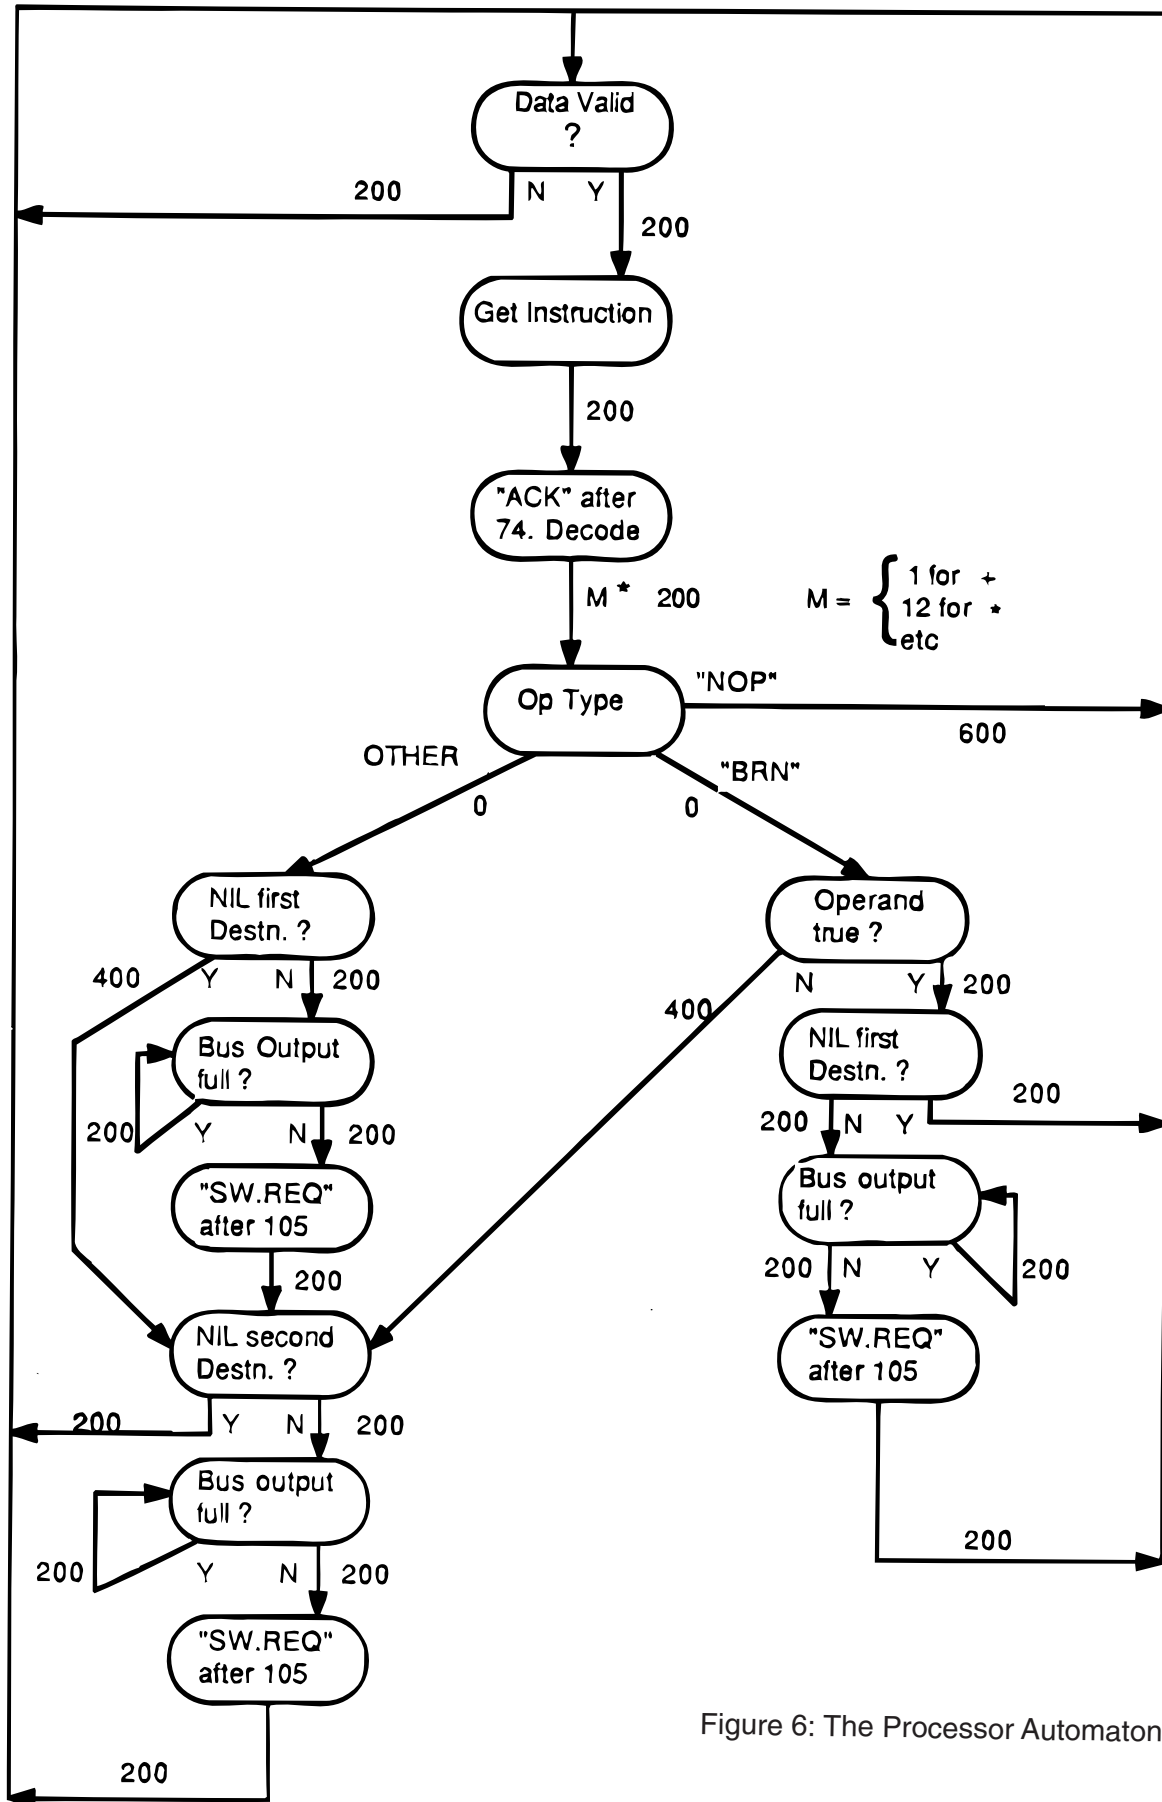 Data Valid
?
200
N Y
200
Get Instruction
200
"ACK" after
74. Decode
M * 200
M = { 1 for +
12 for *
etc
Op Type
"NOP"
600
OTHER
0
"BRN"
0
NIL first
Destn. ?
400 Y N 200
Bus Output
full ?
200 Y N 200
"SW.REQ"
after 105
200
NIL second
Destn. ?
200 Y N 200
Bus output
full ?
200 Y N 200
"SW.REQ"
after 105
200
Operand
true ?
400
N Y 200
NIL first
Destn. ?
200 N Y 200
Bus output
full ?
200 N Y 200
"SW.REQ"
after 105
200
Figure 6: The Processor Automaton